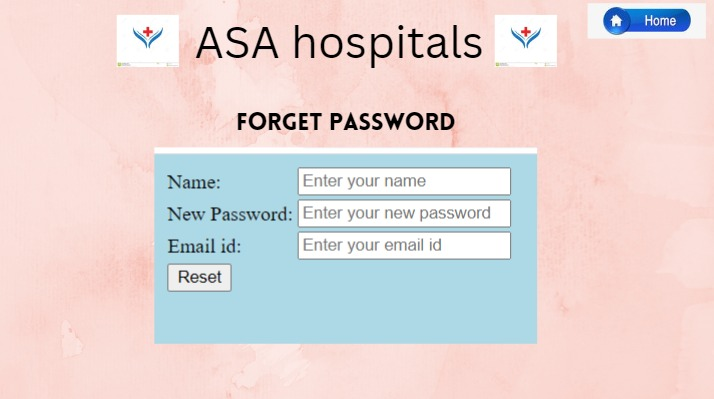 ASA hospitals
Home
FORGET PASSWORD
Name: Enter your name
New Password: Enter your new password
Email id: Enter your email id
Reset